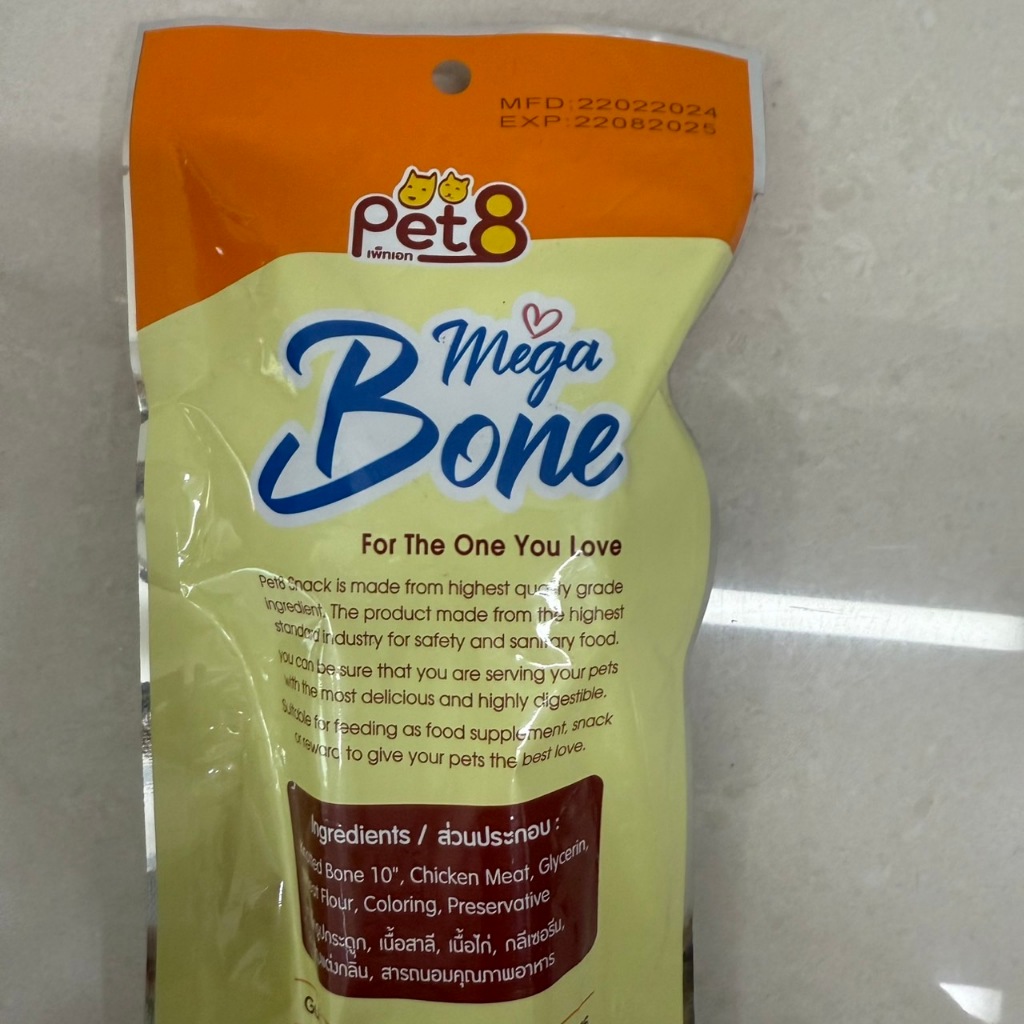 MFD:22022024
EXP:22082025
Pet8
เพ็ทเอท
Mega
Bone
For The One You Love
Pet8 Snack is made from highest quality grade
ingredient. The product made from the highest
standard industry for safety and sanitary food.
you can be sure that you are serving your pets
with the most delicious and highly digestible.
Suitable for feeding as food supplement, snack
or reward to give your pets the best love.
Ingredients / ส่วนประกอบ :
Bone 10", Chicken Meat, Glycerin,
Flour, Coloring, Preservative
เนื้อสาลี, เนื้อไก่, กลีเซอรีน,
สารถนอมคุณภาพอาหาร